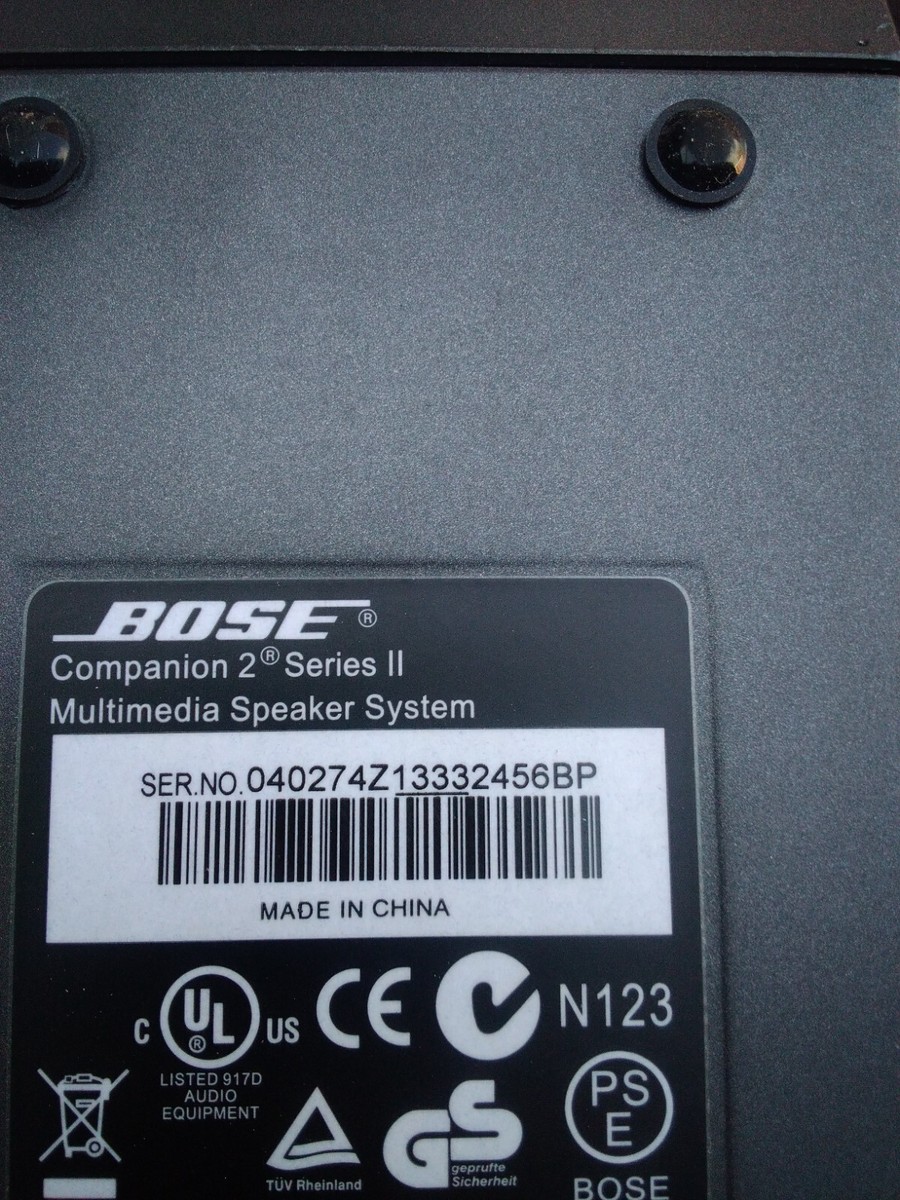 BOSE®
Companion 2® Series II
Multimedia Speaker System
SER.NO. 040274Z13332456BP
MADE IN CHINA
C UL® US
CE
N123
LISTED 917D
AUDIO
EQUIPMENT
PS
E
TÜV Rheinland
GS
geprufte
Sicherheit
BOSE